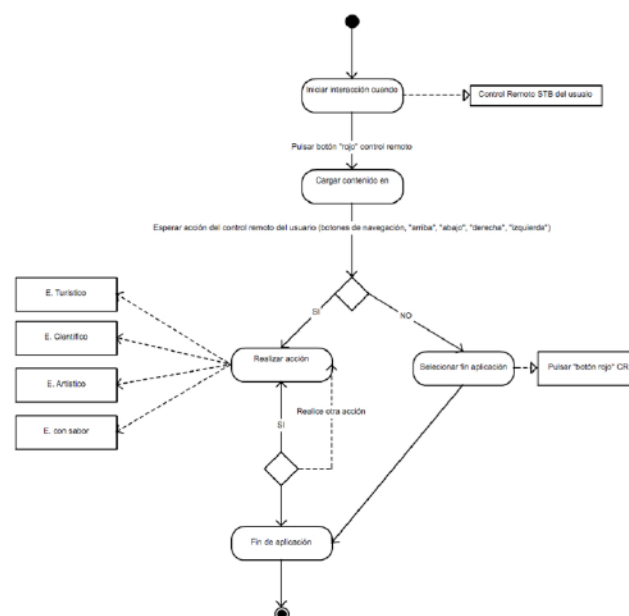 Iniciar interacción cuando
Control Remoto STB del usuaio
Pulsar botón "rojo" control remoto
Cargar contenido en
Esperar acción del control remoto del usuario (botones de navegación, "arriba", "abajo", "derecha", "izquierda")
SI
NO
E. Turístico
E. Científico
E. Artístico
E. con sabor
Realizar acción
Selecionar fin aplicación
Pulsar "botón rojo" CR
Realice otra acción
SI
Fin de aplicación